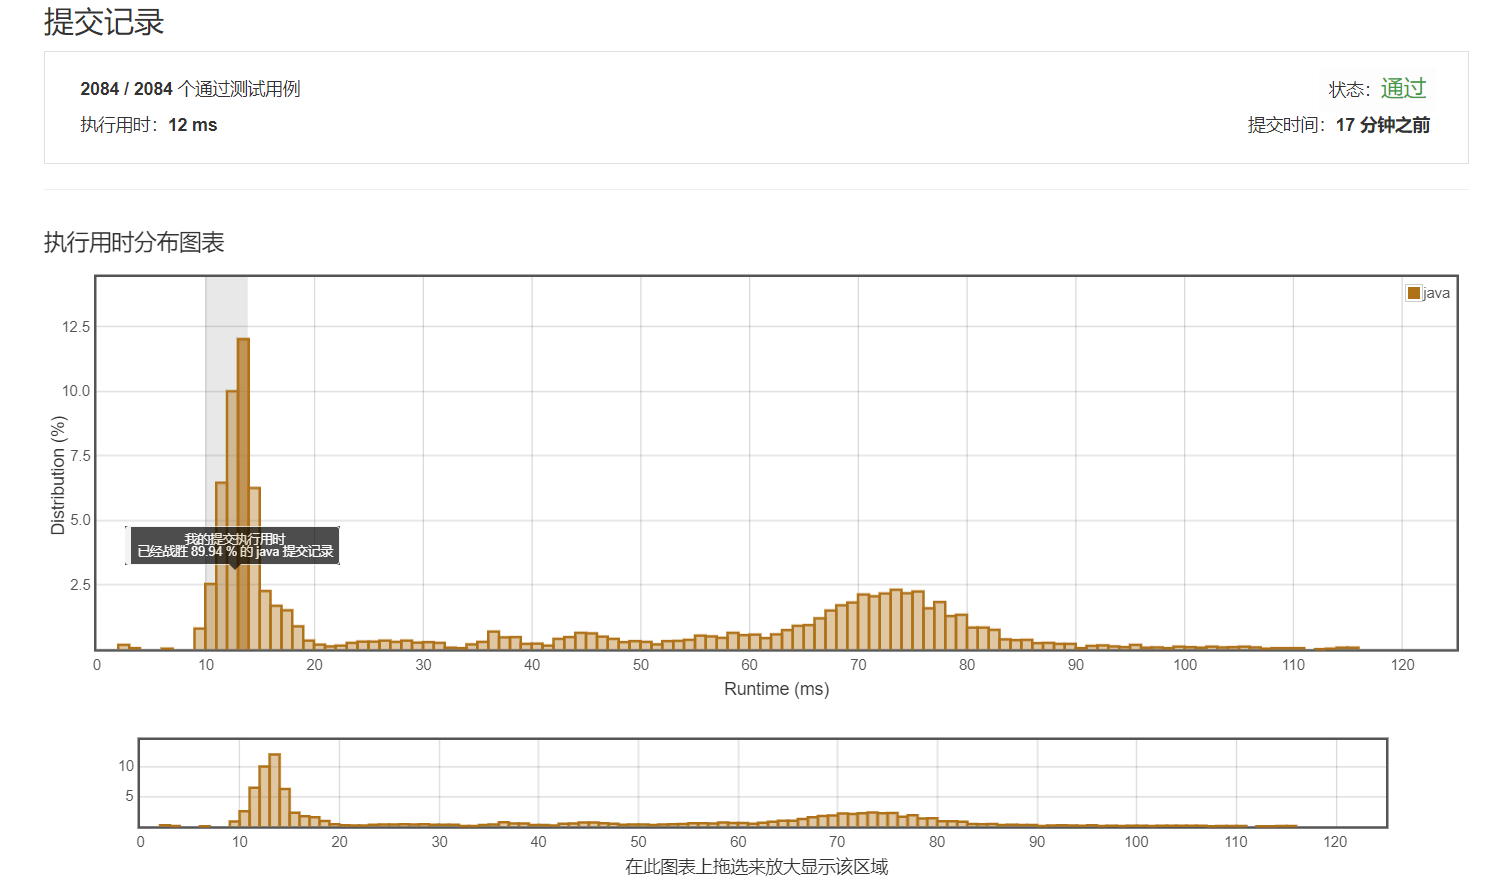 提交记录
2084 / 2084 个通过测试用例
状态：通过
执行用时：12 ms
提交时间：17 分钟之前
执行用时分布图表
java
12.5
10.0
7.5
5.0
2.5
Distribution (%)
我的提交执行用时
已经战胜 89.94 % 的 java 提交记录
0 10 20 30 40 50 60 70 80 90 100 110 120
Runtime (ms)
10
5
0 10 20 30 40 50 60 70 80 90 100 110 120
在此图表上拖选来放大显示该区域